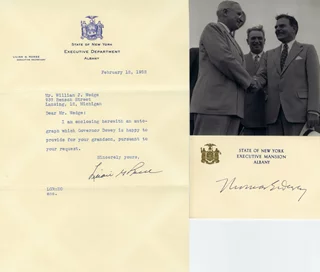 STATE OF NEW YORK
EXECUTIVE DEPARTMENT
ALBANY
February 10, 1950
Mr. William J. Wedge
Lansing, 15, Michigan
Dear Mr. Wedge:
I am enclosing herewith an auto-
graph which Governor Dewey is happy to
provide for your grandson, pursuant to
your request.
Sincerely yours,
enc.
STATE OF NEW YORK
EXECUTIVE MANSION
ALBANY
Thomas E Dewey